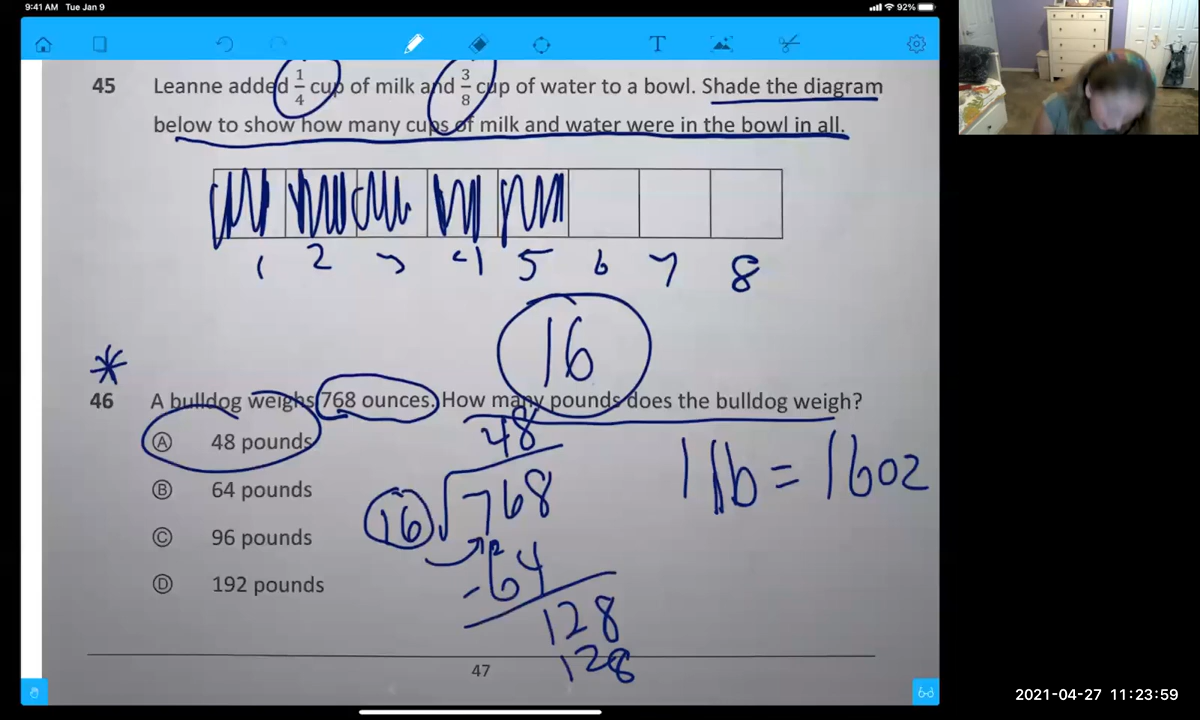 9:41 AM Tue Jan 9
92%
T
45 Leanne added 1/4 cup of milk and 3/8 cup of water to a bowl. Shade the diagram
below to show how many cups of milk and water were in the bowl in all.
1 2 3 4 5 6 7 8
16
*
46 A bulldog weighs 768 ounces. How many pounds does the bulldog weigh?
A 48 pounds
B 64 pounds
C 96 pounds
D 192 pounds
48
16 768
-64
128
128
1 lb = 16oz
47
2021-04-27 11:23:59